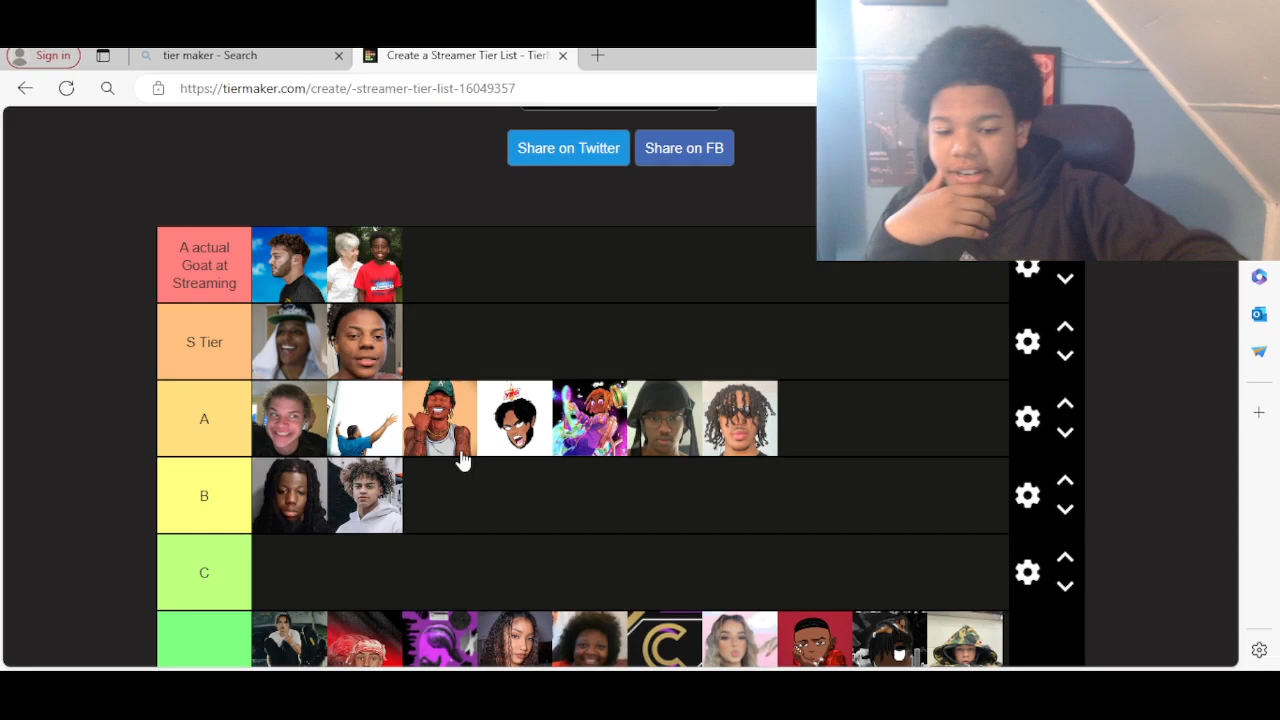 Sign in
tier maker - Search
Create a Streamer Tier List - Tier
https://tiermaker.com/create/-streamer-tier-list-16049357
Share on Twitter
Share on FB
A actual
Goat at
Streaming
S Tier
A
B
C